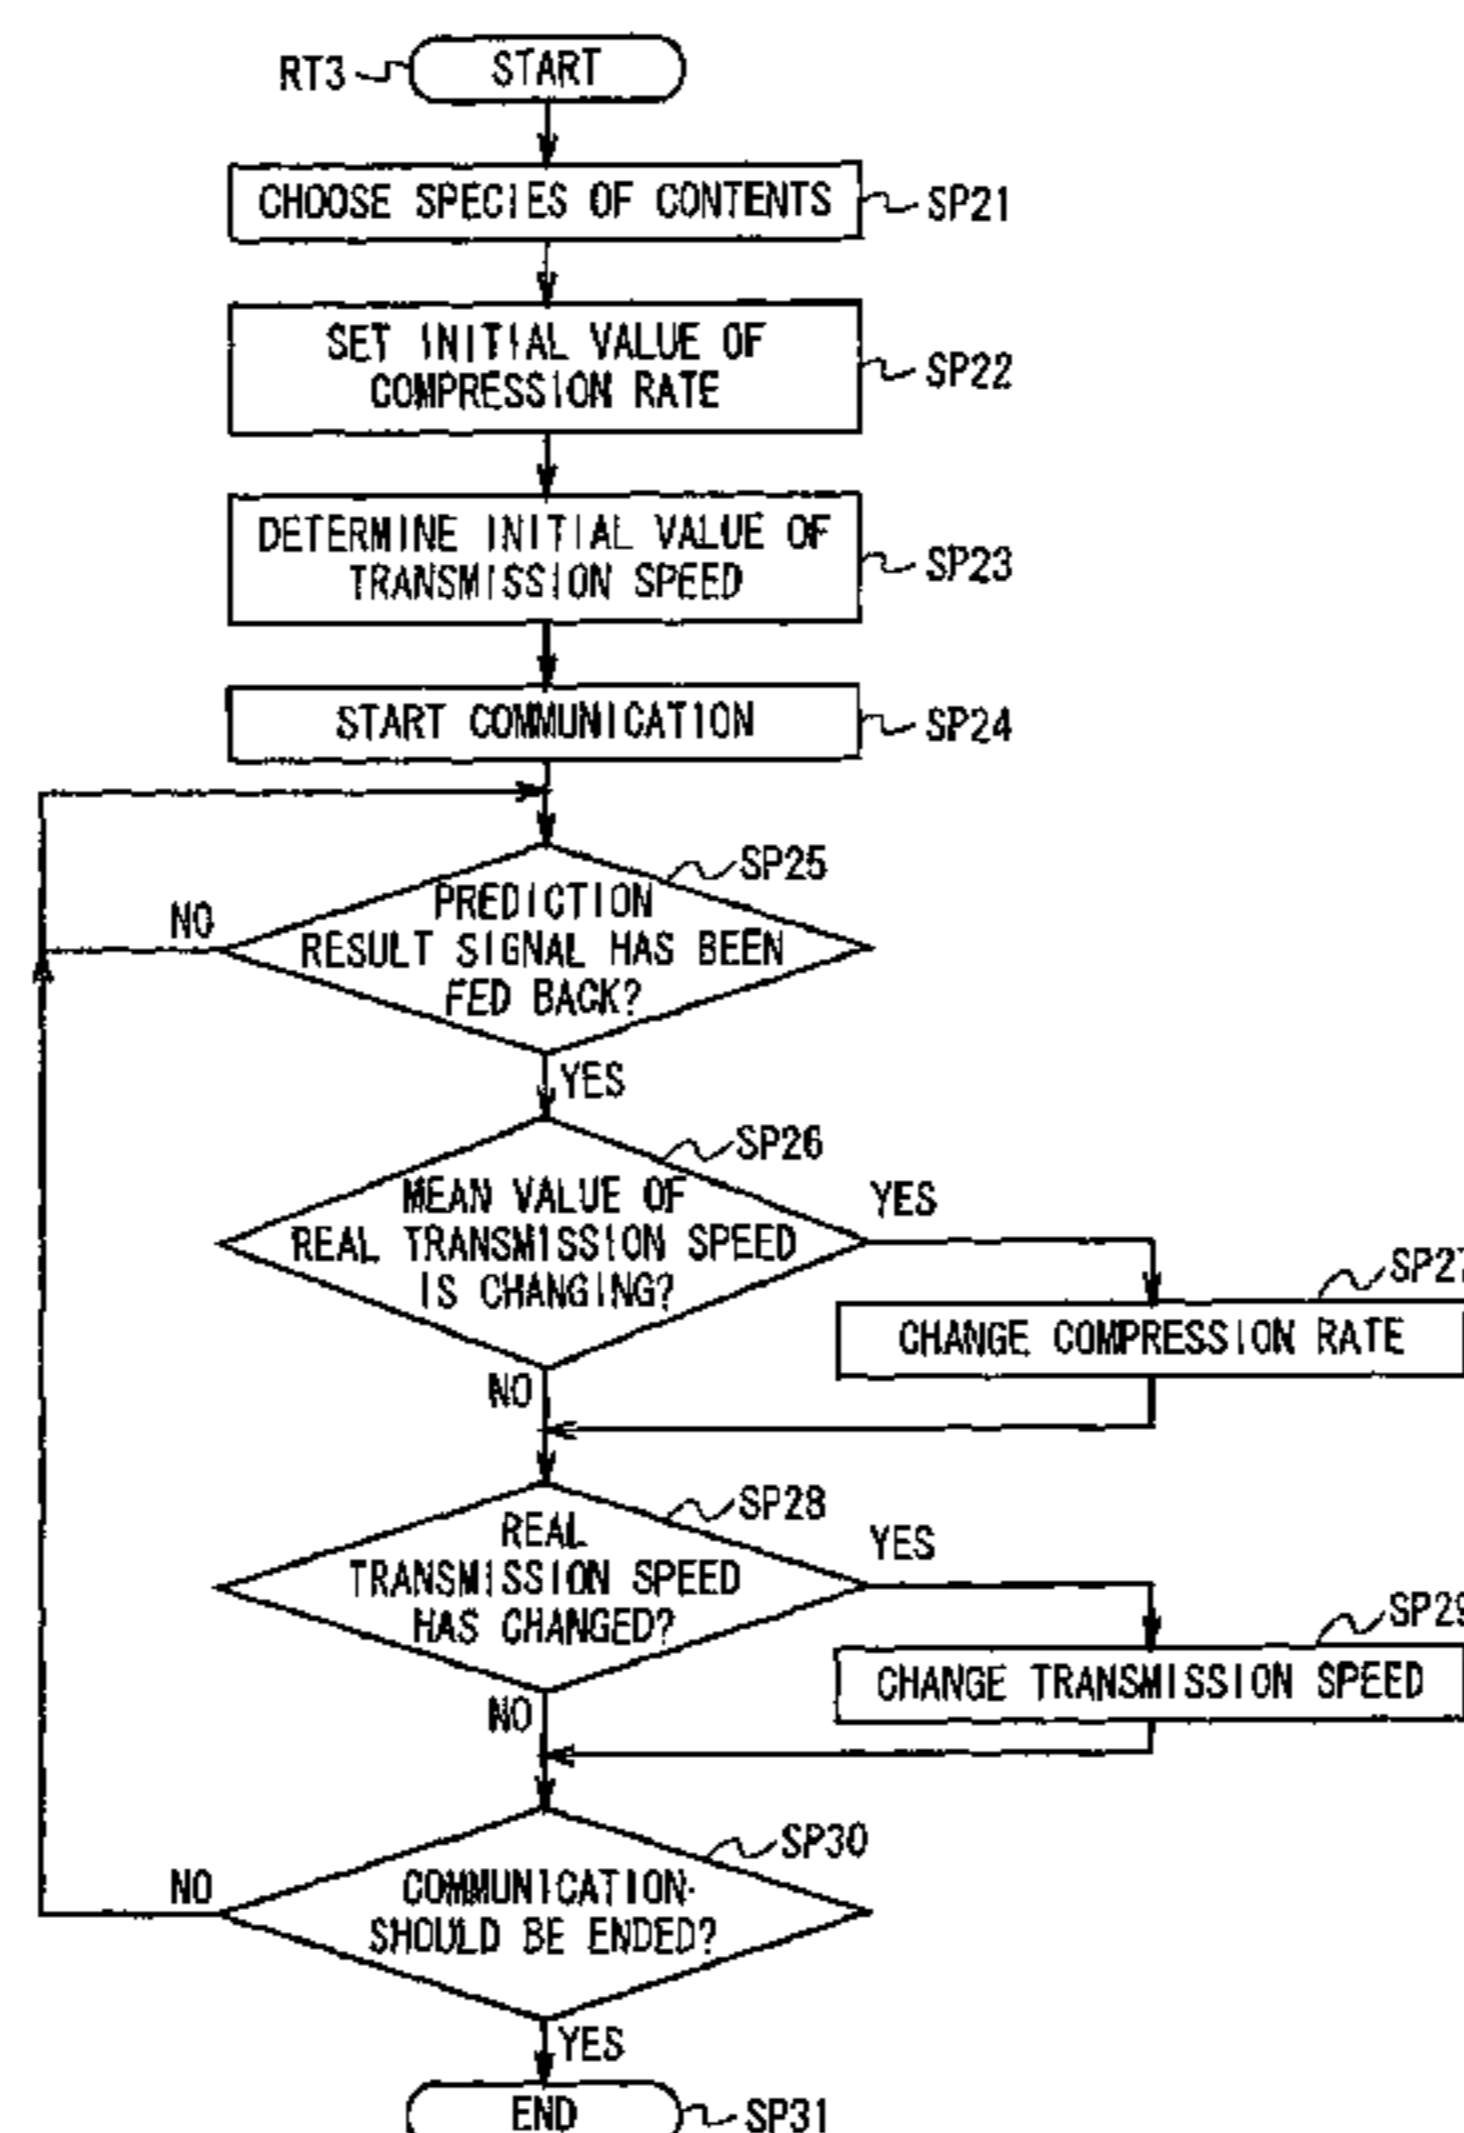 RT3
START
CHOOSE SPECIES OF CONTENTS
SP21
SET INITIAL VALUE OF
COMPRESSION RATE
SP22
DETERMINE INITIAL VALUE OF
TRANSMISSION SPEED
SP23
START COMMUNICATION
SP24
SP25
NO
PREDICTION
RESULT SIGNAL HAS BEEN
FED BACK?
YES
SP26
MEAN VALUE OF
REAL TRANSMISSION SPEED
IS CHANGING?
YES
SP27
CHANGE COMPRESSION RATE
NO
SP28
REAL
TRANSMISSION SPEED
HAS CHANGED?
YES
SP29
CHANGE TRANSMISSION SPEED
NO
SP30
NO
COMMUNICATION
SHOULD BE ENDED?
YES
END
SP31